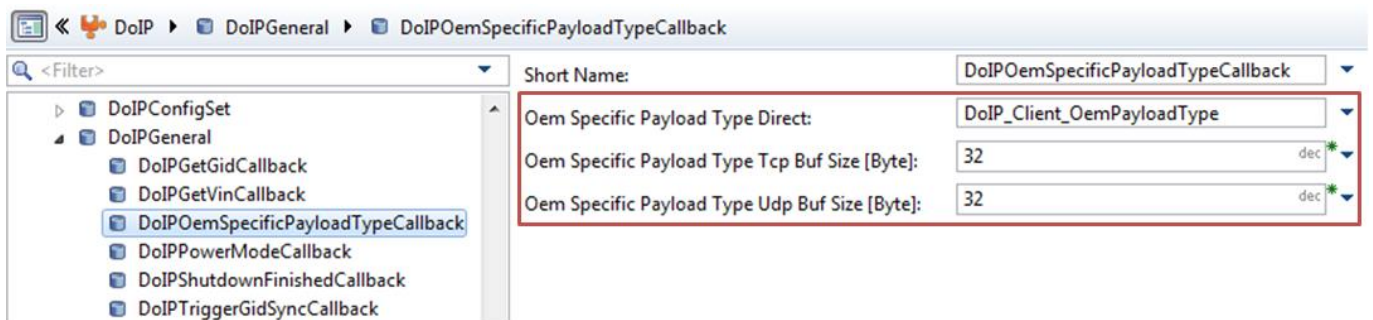 « DoIP ▸ DoIPGeneral ▸ DoIPOemSpecificPayloadTypeCallback
<Filter>
DoIPConfigSet
DoIPGeneral
DoIPGetGidCallback
DoIPGetVinCallback
DoIPOemSpecificPayloadTypeCallback
DoIPPowerModeCallback
DoIPShutdownFinishedCallback
DoIPTriggerGidSyncCallback
Short Name: DoIPOemSpecificPayloadTypeCallback
Oem Specific Payload Type Direct: DoIP_Client_OemPayloadType
Oem Specific Payload Type Tcp Buf Size [Byte]: 32 dec
Oem Specific Payload Type Udp Buf Size [Byte]: 32 dec